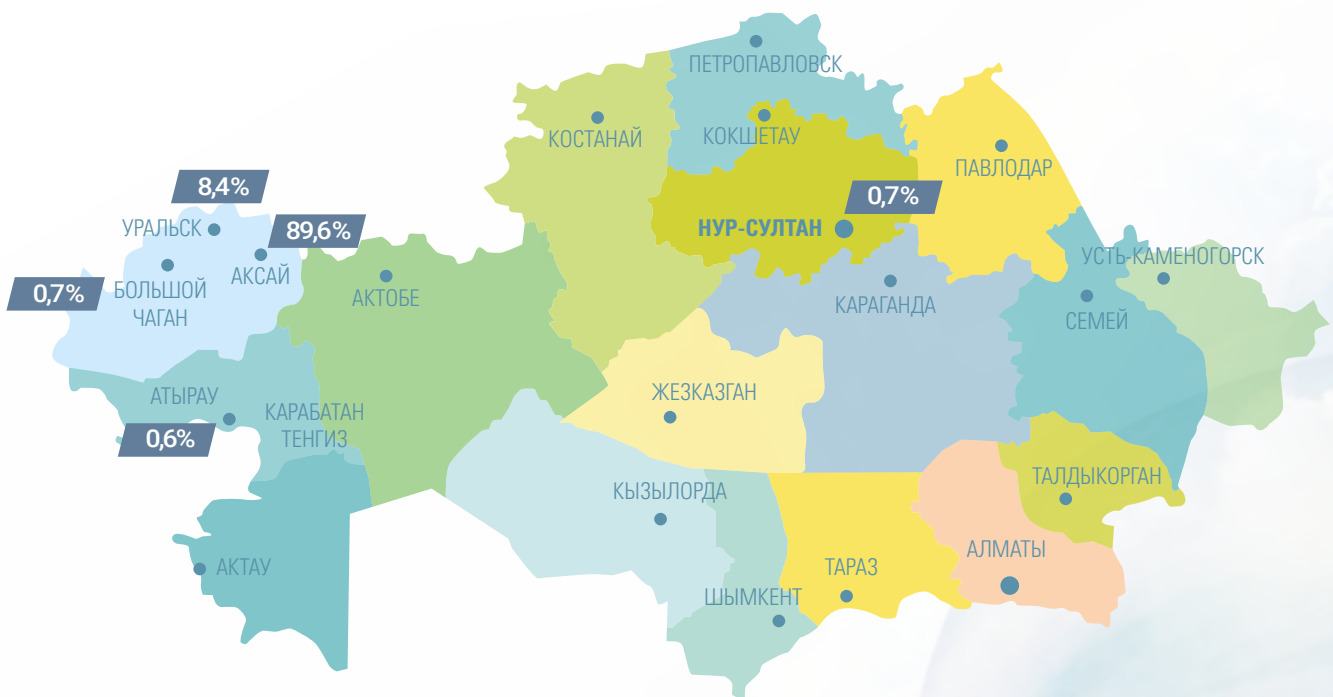 ПЕТРОПАВЛОВСК
КОСТАНАЙ
КОКШЕТАУ
ПАВЛОДАР
8,4%
0,7%
УРАЛЬСК
89,6%
НУР-СУЛТАН
АКСАЙ
УСТЬ-КАМЕНОГОРСК
0,7%
БОЛЬШОЙ
ЧАГАН
АКТОБЕ
КАРАГАНДА
СЕМЕЙ
АТЫРАУ
ЖЕЗКАЗГАН
КАРАБАТАН
ТЕНГИЗ
0,6%
КЫЗЫЛОРДА
ТАЛДЫКОРГАН
АЛМАТЫ
АКТАУ
ТАРАЗ
ШЫМКЕНТ